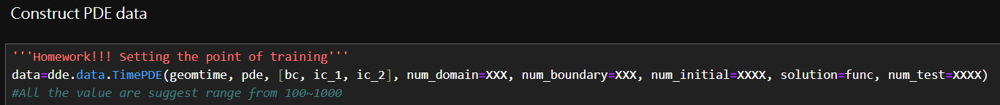 Construct PDE data
'''Homework!!! Setting the point of training'''
data=dde.data.TimePDE(geomtime, pde, [bc, ic_1, ic_2], num_domain=XXX, num_boundary=XXX, num_initial=XXXX, solution=func, num_test=XXXX)
#All the value are suggest range from 100~1000